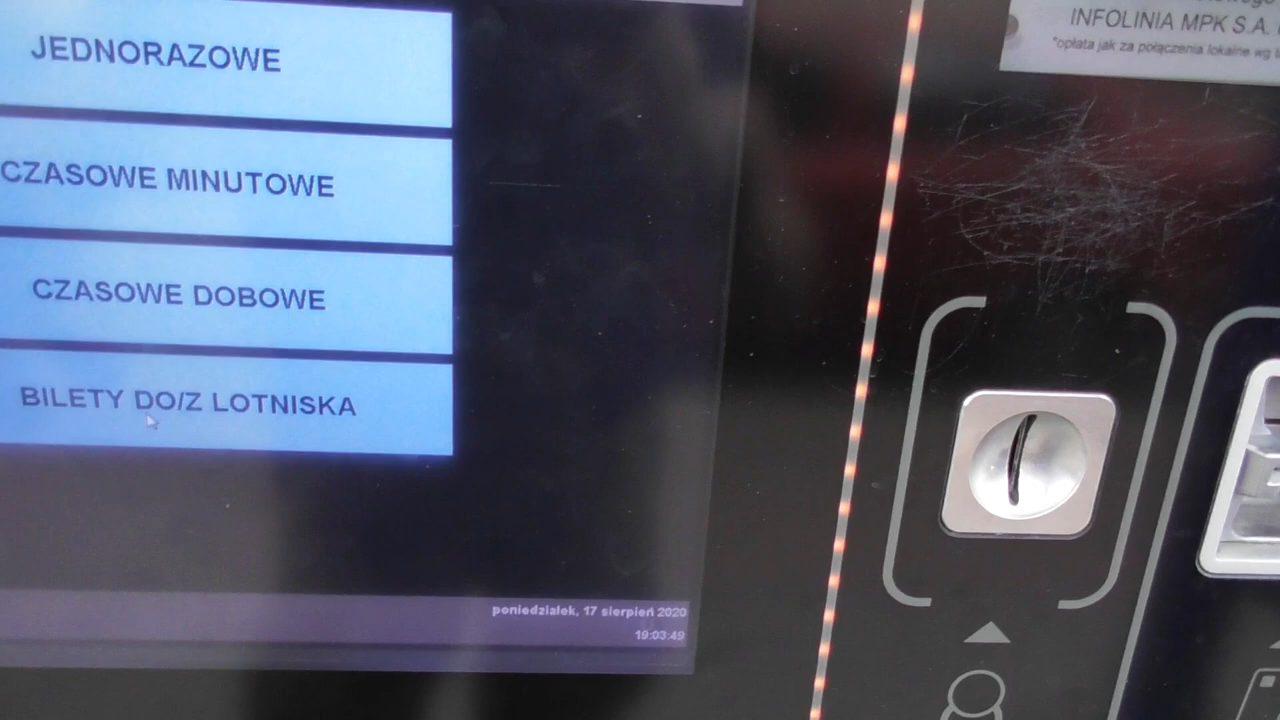 JEDNORAZOWE
CZASOWE MINUTOWE
CZASOWE DOBOWE
BILETY DO/Z LOTNISKA
poniedziałek, 17 sierpień 2020
19:03:49
INFOLINIA MPK S.A.
*opłata jak za połączenia lokalne wg